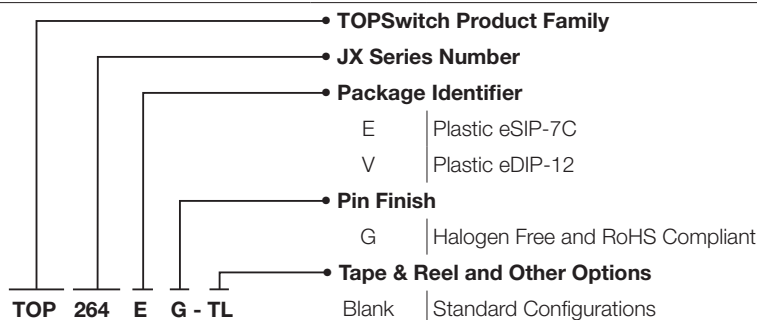 TOPSwitch Product Family
JX Series Number
Package Identifier
E Plastic eSIP-7C
V Plastic eDIP-12
Pin Finish
G Halogen Free and RoHS Compliant
Tape & Reel and Other Options
TOP 264 E G - TL Blank Standard Configurations